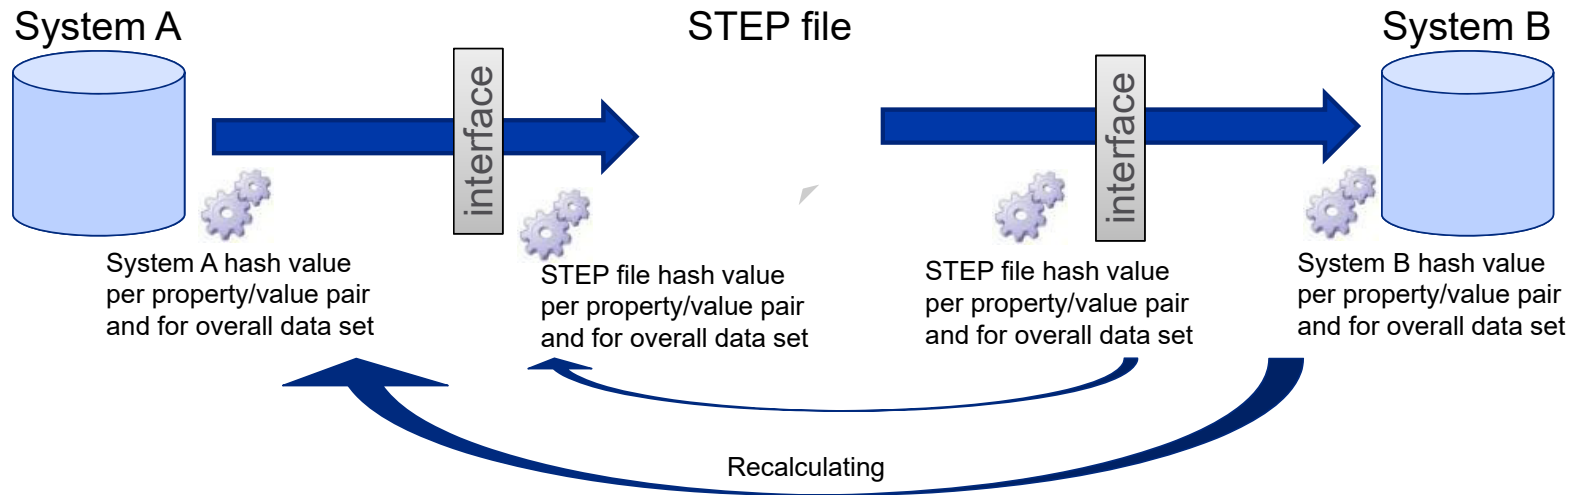 System A
STEP file
System B
interface
interface
System A hash value
per property/value pair
and for overall data set
STEP file hash value
per property/value pair
and for overall data set
STEP file hash value
per property/value pair
and for overall data set
System B hash value
per property/value pair
and for overall data set
Recalculating